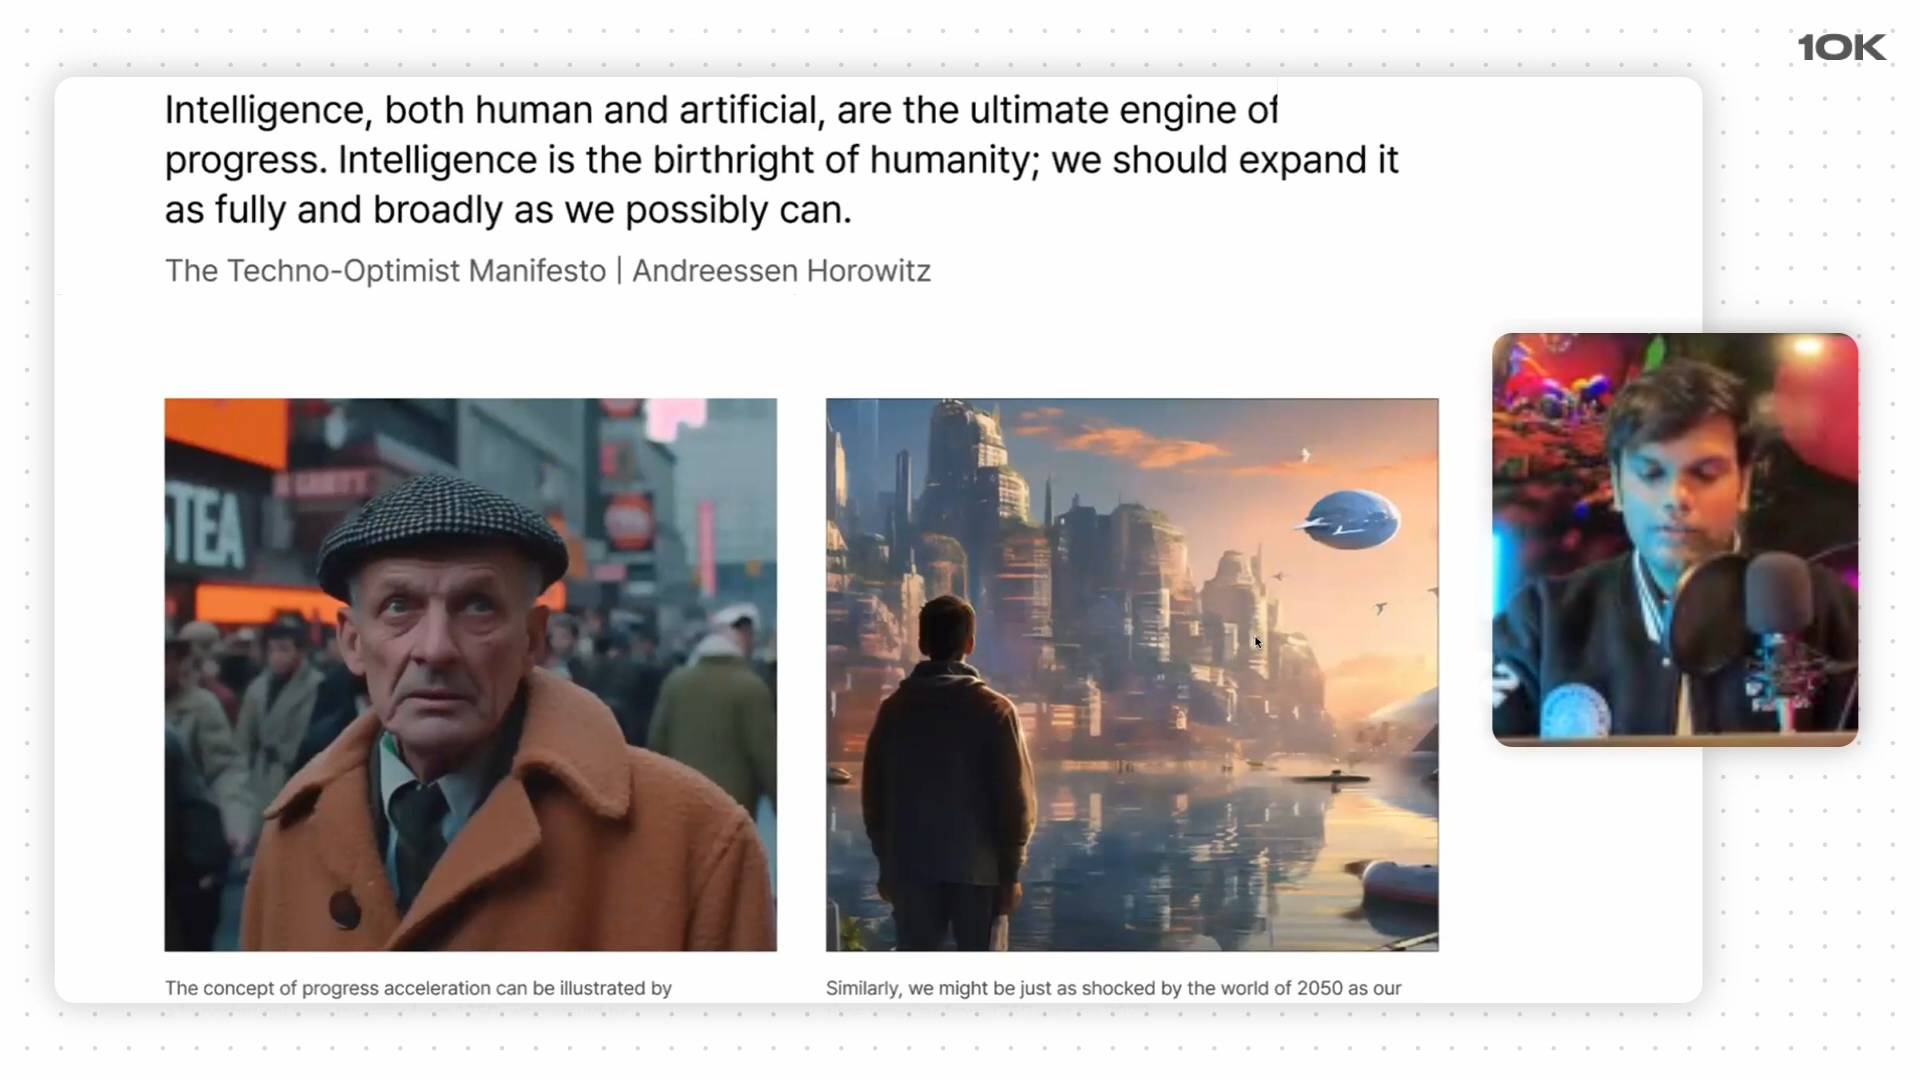 10K
Intelligence, both human and artificial, are the ultimate engine of
progress. Intelligence is the birthright of humanity; we should expand it
as fully and broadly as we possibly can.
The Techno-Optimist Manifesto | Andreessen Horowitz
STEA
The concept of progress acceleration can be illustrated by
Similarly, we might be just as shocked by the world of 2050 as our